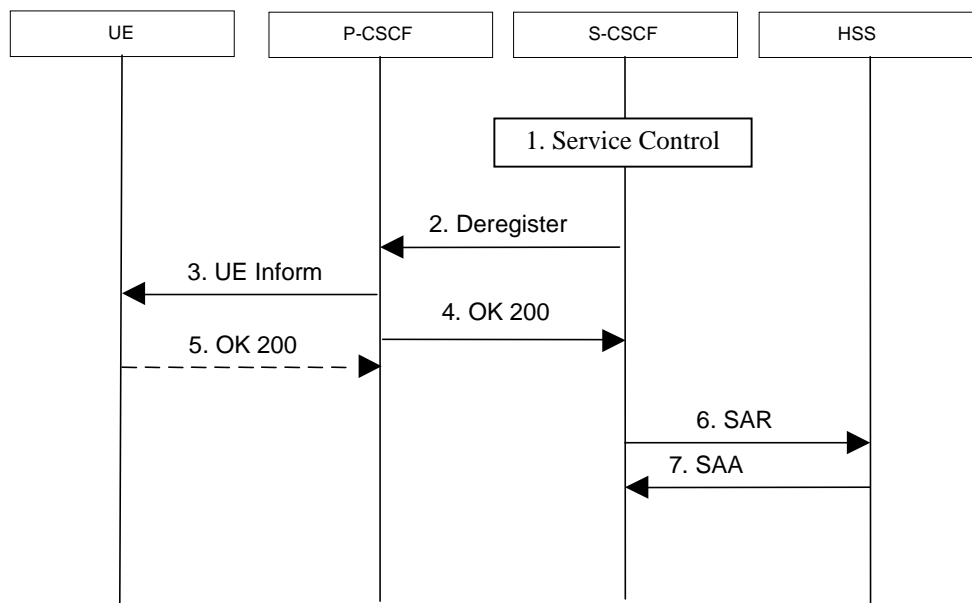 UE
P-CSCF
S-CSCF
HSS
1. Service Control
2. Deregister
3. UE Inform
4. OK 200
5. OK 200
6. SAR
7. SAA